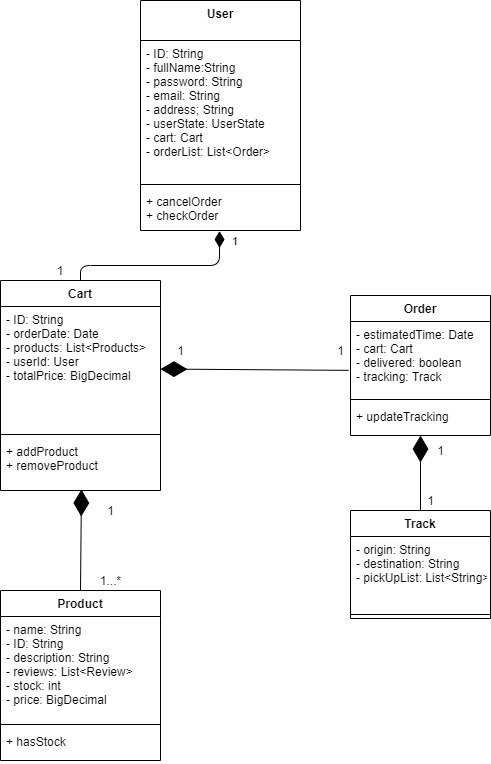 User
- ID: String
- fullName:String
- password: String
- email: String
- address; String
- userState: UserState
- cart: Cart
- orderList: List<Order>
+ cancelOrder
+ checkOrder
1
1
Cart
- ID: String
- orderDate: Date
- products: List<Products>
- userId: User
- totalPrice: BigDecimal
+ addProduct
+ removeProduct
1
1
Order
- estimatedTime: Date
- cart: Cart
- delivered: boolean
- tracking: Track
+ updateTracking
1
1
Track
- origin: String
- destination: String
- pickUpList: List<String>
1
1...*
Product
- name: String
- ID: String
- description: String
- reviews: List<Review>
- stock: int
- price: BigDecimal
+ hasStock